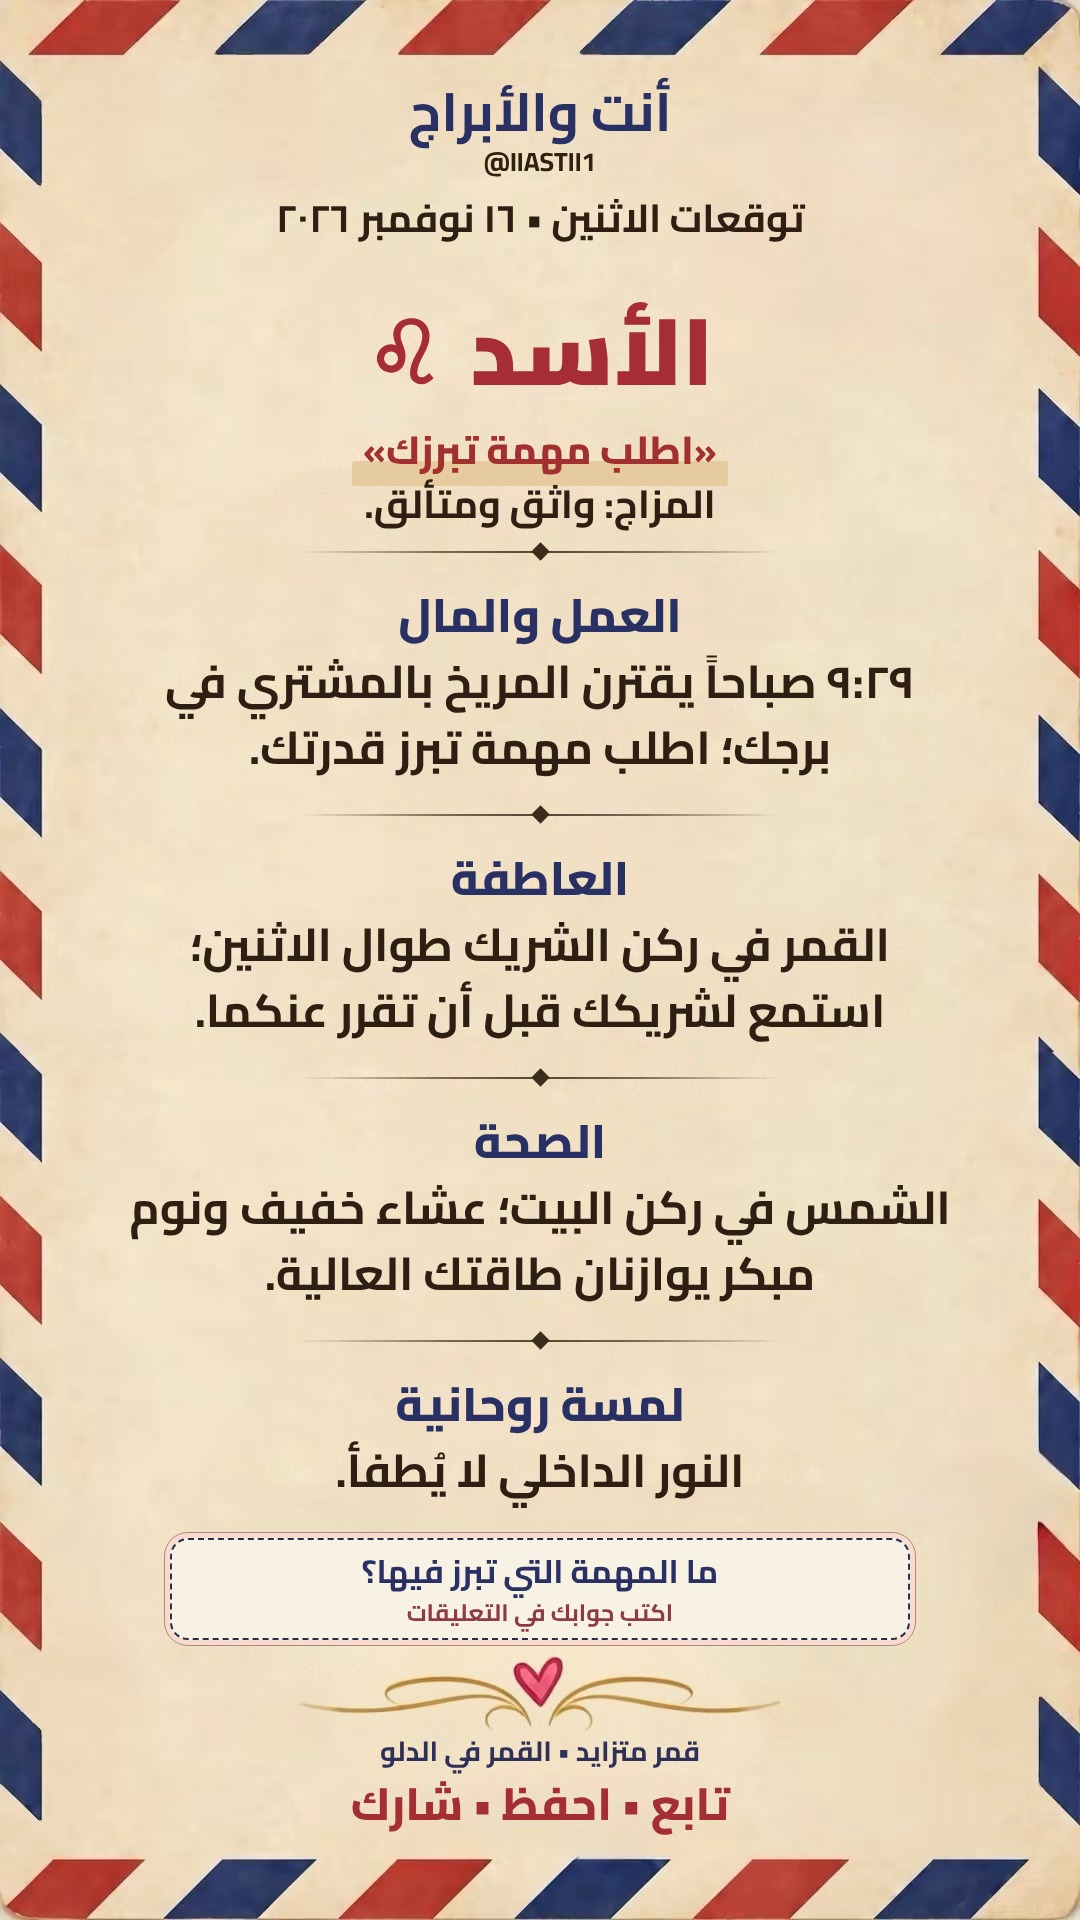 أنت والأبراج
@IIASTII1
توقعات الاثنين ▪ ١٦ نوفمبر ٢٠٢٦
الأسد ♌
«اطلب مهمة تبرزك»
المزاج: واثق ومتألق.
العمل والمال
٩:٢٩ صباحاً يقترن المريخ بالمشتري في
برجك؛ اطلب مهمة تبرز قدرتك.
العاطفة
القمر في ركن الشريك طوال الاثنين؛
استمع لشريكك قبل أن تقرر عنكما.
الصحة
الشمس في ركن البيت؛ عشاء خفيف ونوم
مبكر يوازنان طاقتك العالية.
لمسة روحانية
النور الداخلي لا يُطفأ.
ما المهمة التي تبرز فيها؟
اكتب جوابك في التعليقات
قمر متزايد ▪ القمر في الدلو
تابع ▪ احفظ ▪ شارك